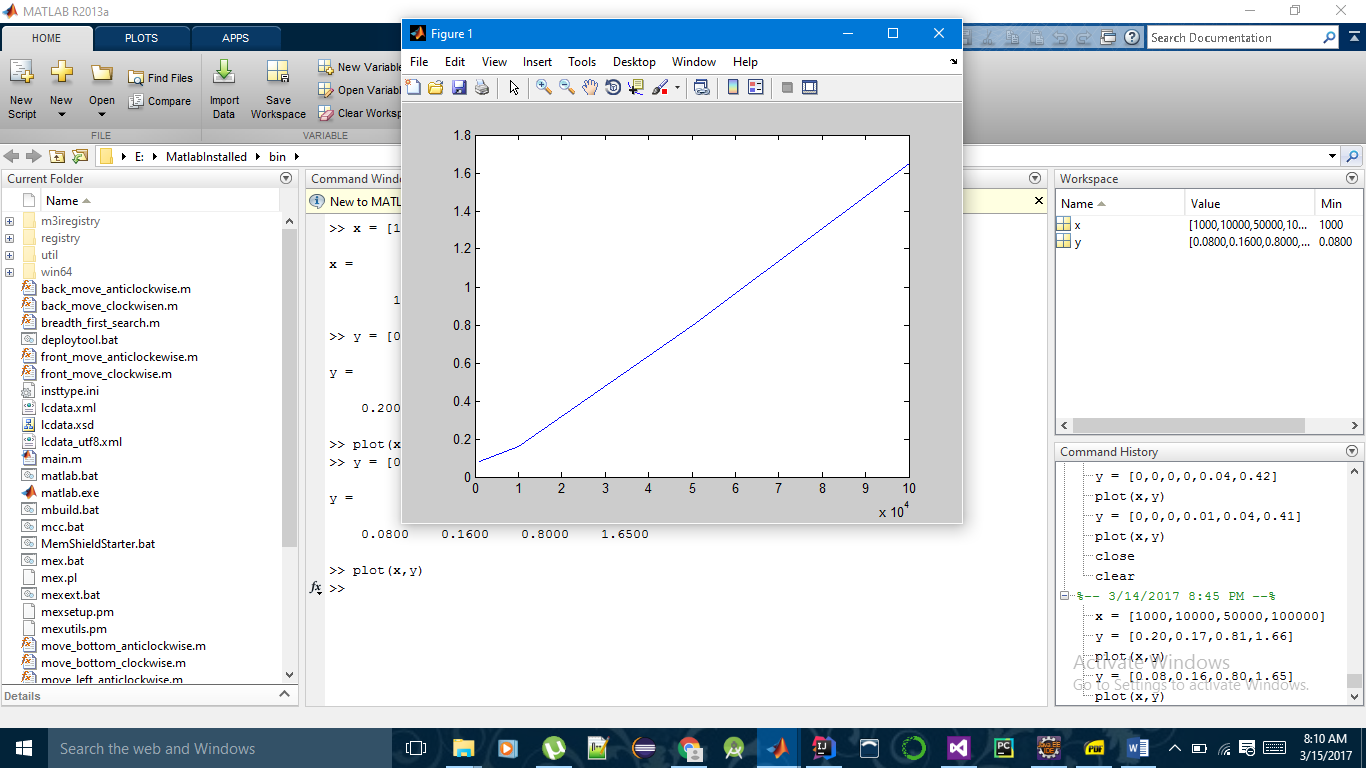 MATLAB R2013a
HOME
PLOTS
APPS
Search Documentation
New Script
New
Open
Find Files
Compare
Import Data
Save Workspace
New Variable
Open Variabl
Clear Worksp
FILE
VARIABLE
E:
MatlabInstalled
bin
Figure 1
File Edit View Insert Tools Desktop Window Help
1.8
1.6
1.4
1.2
1
0.8
0.6
0.4
0.2
0
0 1 2 3 4 5 6 7 8 9 10
x 10^4
Current Folder
Name
m3iregistry
registry
util
win64
back_move_anticlockwise.m
back_move_clockwisen.m
breadth_first_search.m
deploytool.bat
front_move_anticlockewise.m
front_move_clockwise.m
insttype.ini
lcdata.xml
lcdata.xsd
lcdata_utf8.xml
main.m
matlab.bat
matlab.exe
mbuild.bat
mcc.bat
MemShieldStarter.bat
mex.bat
mex.pl
mexext.bat
mexsetup.pm
mexutils.pm
move_bottom_anticlockwise.m
move_bottom_clockwise.m
move_left_anticlockwise.m
Details
Command Windo
New to MATL
>> x = [1
x =
1
>> y = [0
y =
0.200
>> plot(x
>> y = [0
y =
0.0800 0.1600 0.8000 1.6500
>> plot(x,y)
fx >>
Workspace
Name Value Min
x [1000,10000,50000,10... 1000
y [0.0800,0.1600,0.8000,... 0.0800
Command History
y = [0,0,0,0,0.04,0.42]
plot(x,y)
y = [0,0,0,0.01,0.04,0.41]
plot(x,y)
close
clear
%-- 3/14/2017 8:45 PM --%
x = [1000,10000,50000,100000]
y = [0.20,0.17,0.81,1.66]
plot(x,y)
y = [0.08,0.16,0.80,1.65]
plot(x,y)
Activate Windows
Go to Settings to activate Windows.
Search the web and Windows
8:10 AM
3/15/2017